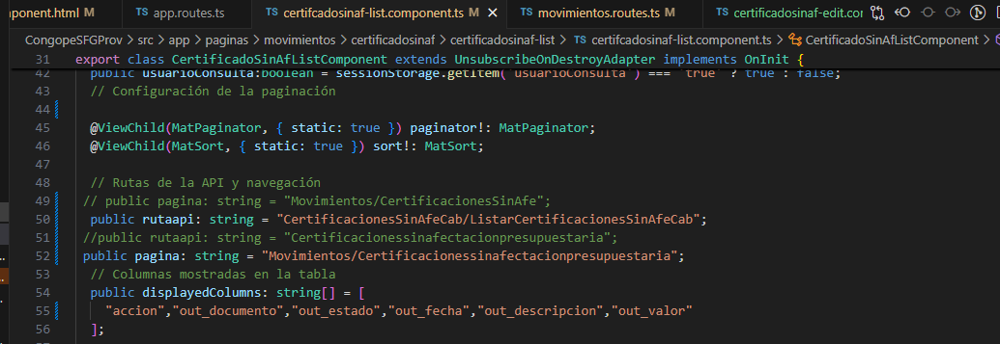 ponent.html M
TS app.routes.ts
TS certifcadosinaf-list.component.ts M
TS movimientos.routes.ts M
TS certificadosinaf-edit.cor
CongopeSFGProv > src > app > paginas > movimientos > certificadosinaf > certificadosinaf-list > TS certifcadosinaf-list.component.ts > CertificadoSinAfListComponent >
31 export class CertificadoSinAfListComponent extends UnsubscribeOnDestroyAdapter implements OnInit {
42 public usuarioConsulta:boolean = sessionStorage.getItem('usuarioConsulta') === 'true' ? true : false;
43 // Configuración de la paginación
44
45 @ViewChild(MatPaginator, { static: true }) paginator!: MatPaginator;
46 @ViewChild(MatSort, { static: true }) sort!: MatSort;
47
48 // Rutas de la API y navegación
49 // public pagina: string = "Movimientos/CertificacionesSinAfe";
50 public rutaapi: string = "CertificacionesSinAfeCab/ListarCertificacionesSinAfeCab";
51 //public rutaapi: string = "Certificacionessinafectacionpresupuestaria";
52 public pagina: string = "Movimientos/Certificacionessinafectacionpresupuestaria";
53 // Columnas mostradas en la tabla
54 public displayedColumns: string[] = [
55 "accion","out_documento","out_estado","out_fecha","out_descripcion","out_valor"
56 ];